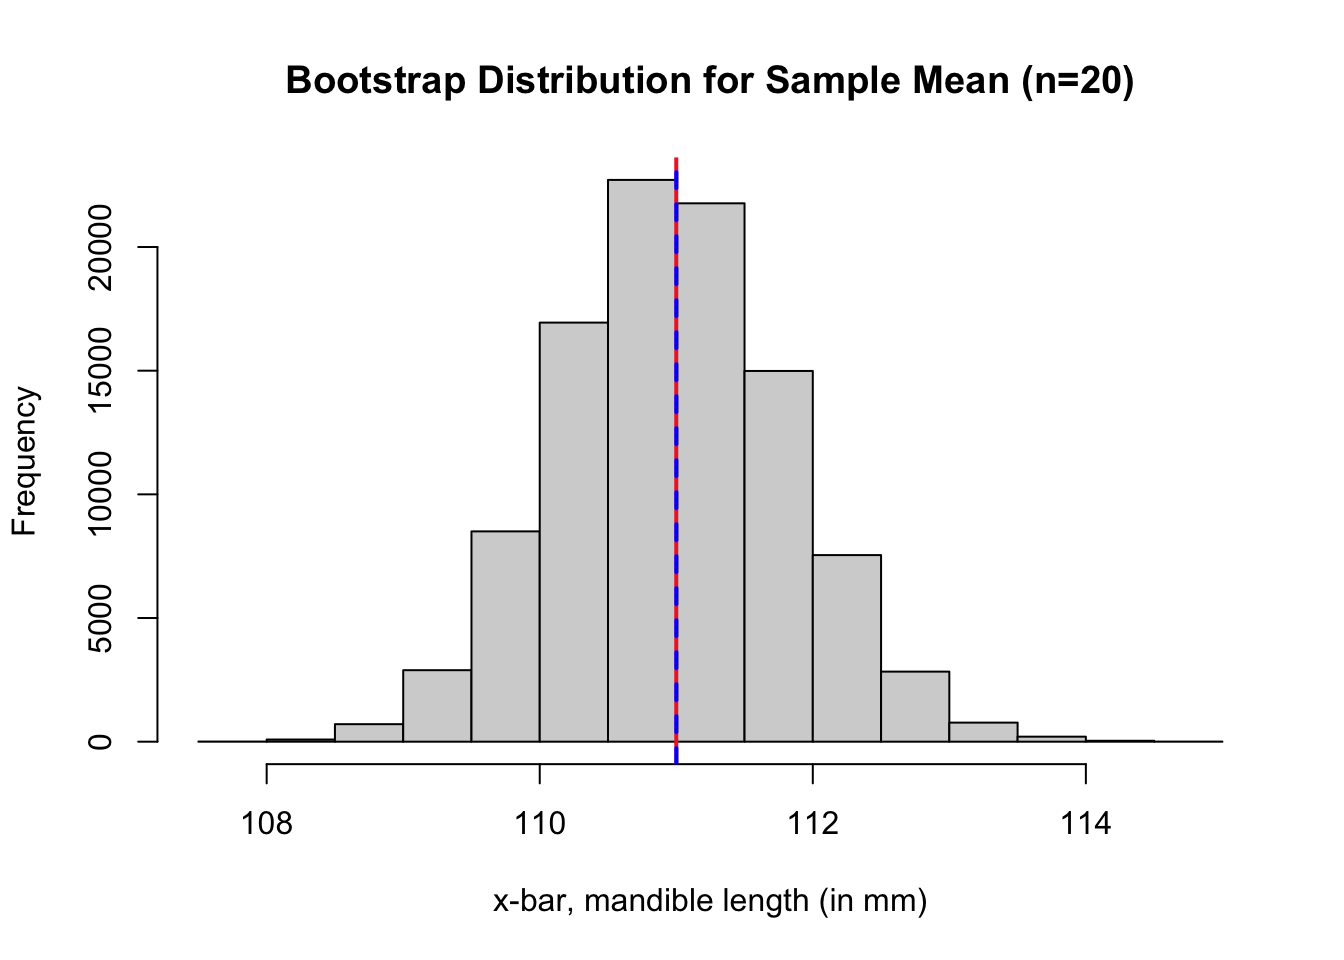 Bootstrap Distribution for Sample Mean (n=20)
Frequency
20000
15000
10000
5000
0
108 110 112 114
x-bar, mandible length (in mm)